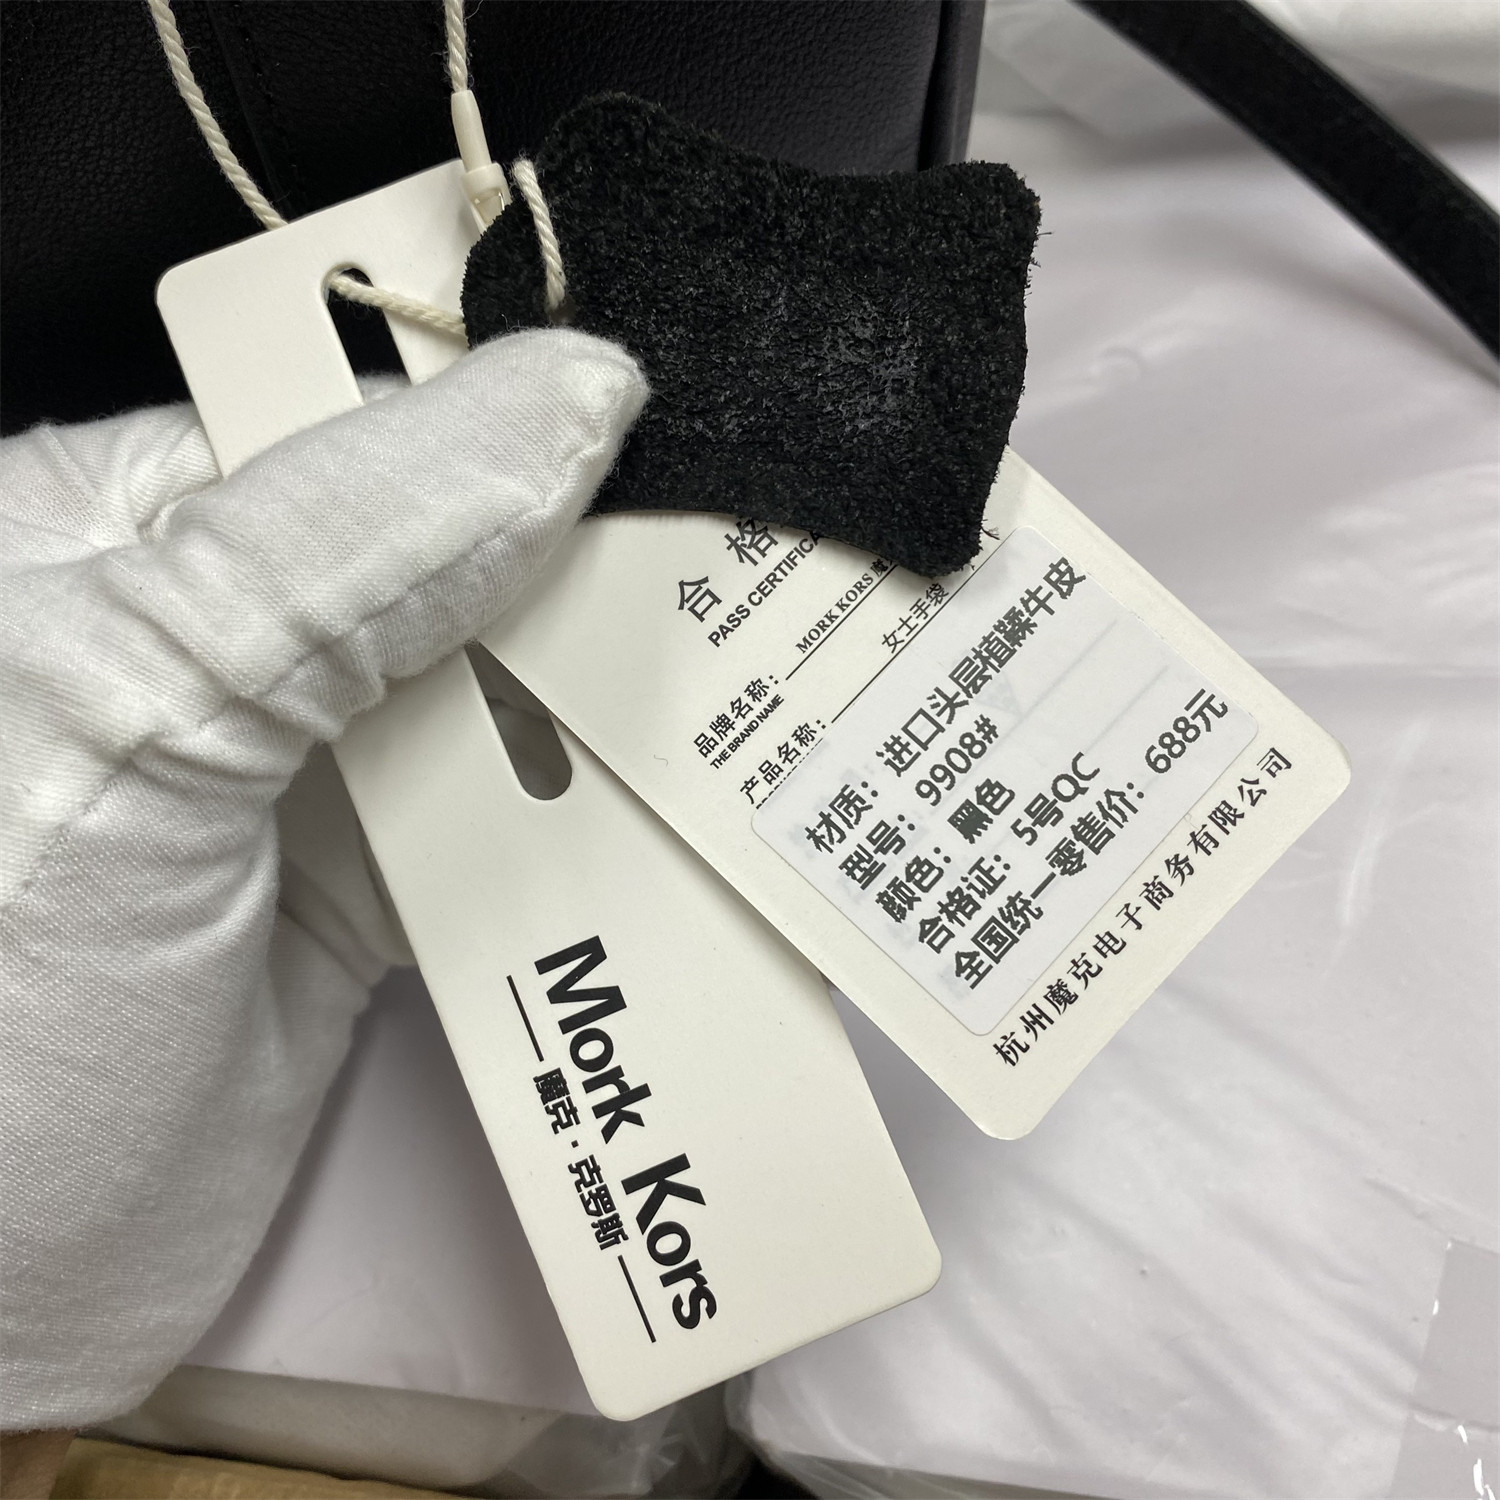 合格
PASS CERTIFICA
品牌名称：MORK KORS 魔
THE BRAND NAME
产品名称：女士手袋
材质：进口头层植鞣牛皮
型号：9908#
颜色：黑色
合格证：5号QC
全国统一零售价：688元
杭州魔克电子商务有限公司
Mork Kors
魔克·克罗斯